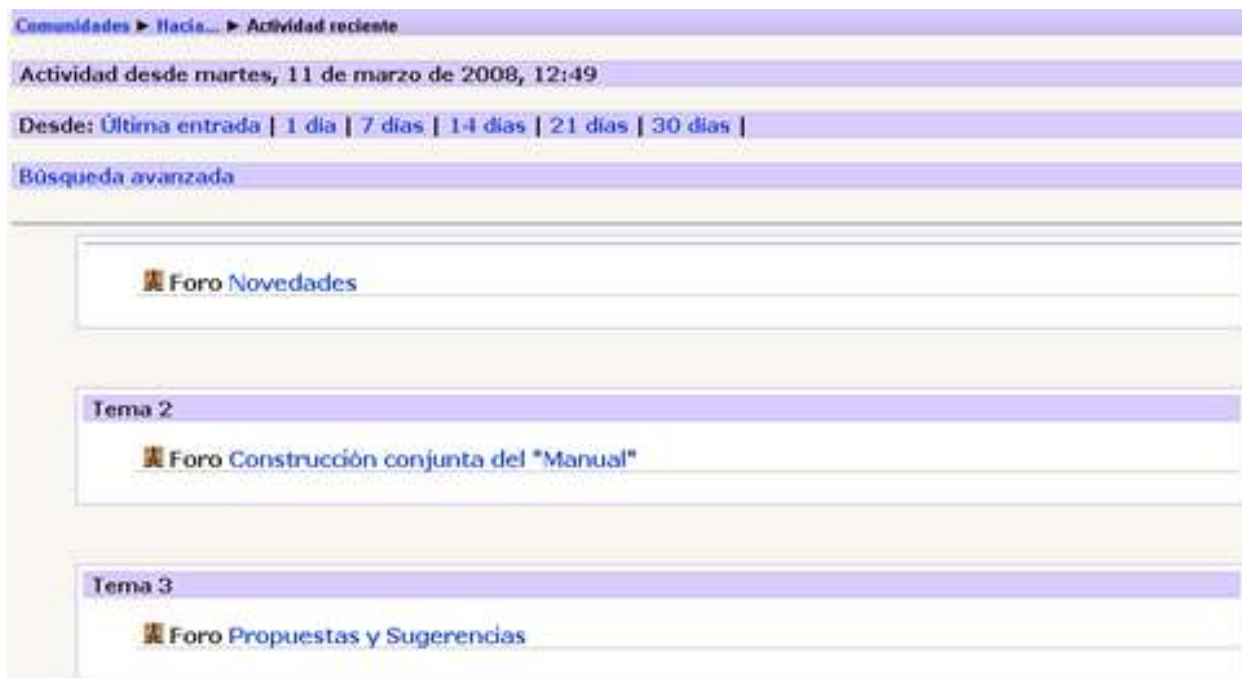 Comunidades ► Hacia... ► Actividad reciente
Actividad desde martes, 11 de marzo de 2008, 12:49
Desde: Última entrada | 1 día | 7 días | 14 días | 21 días | 30 días |
Búsqueda avanzada
Foro Novedades
Tema 2
Foro Construcción conjunta del "Manual"
Tema 3
Foro Propuestas y Sugerencias